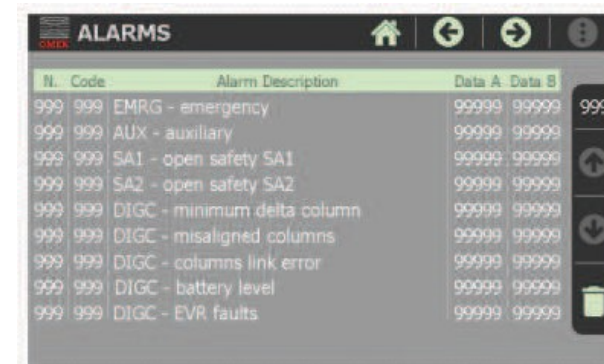 OMER ALARMS
N. Code Alarm Description Data A Data B
999 999 EMRG - emergency 99999 99999 999
999 999 AUX - auxiliary 99999 99999
999 999 SA1 - open safety SA1 99999 99999
999 999 SA2 - open safety SA2 99999 99999
999 999 DIGC - minimum delta column 99999 99999
999 999 DIGC - misaligned columns 99999 99999
999 999 DIGC - columns link error 99999 99999
999 999 DIGC - battery level 99999 99999
999 999 DIGC - EVR faults 99999 99999